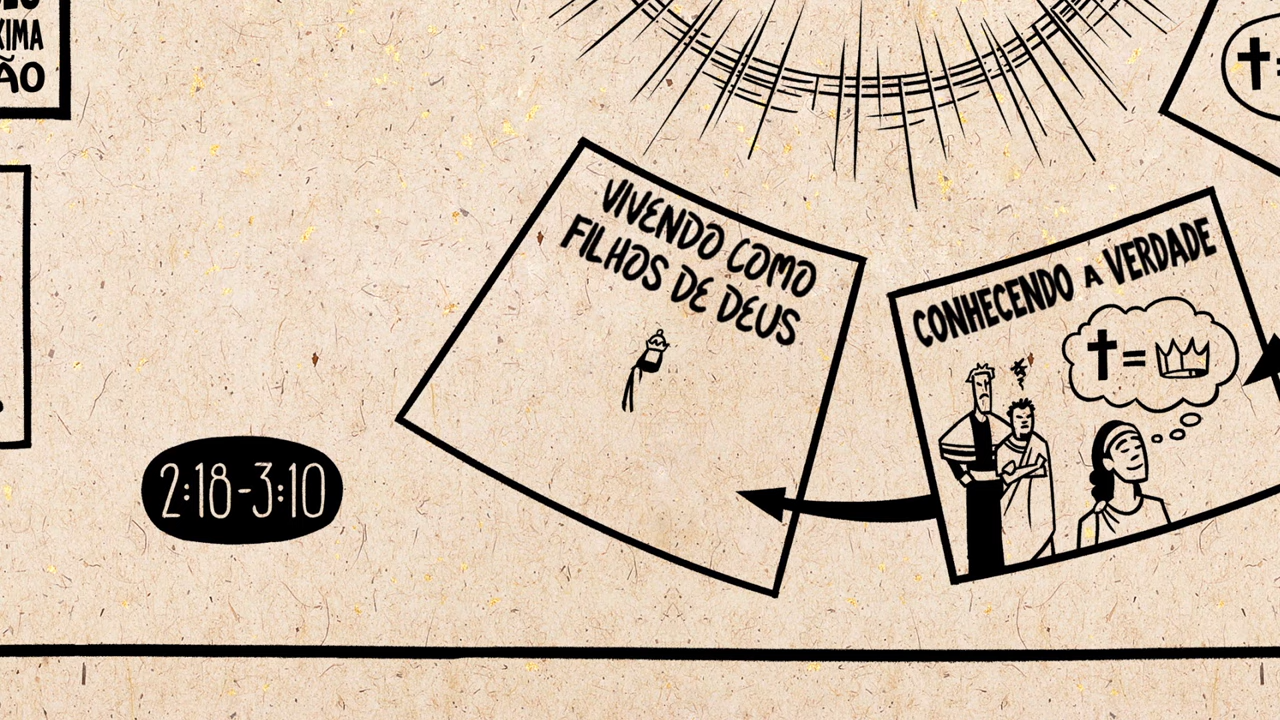 XIMA
ÃO
VIVENDO COMO
FILHOS DE DEUS
CONHECENDO A VERDADE
=
2:18-3:10